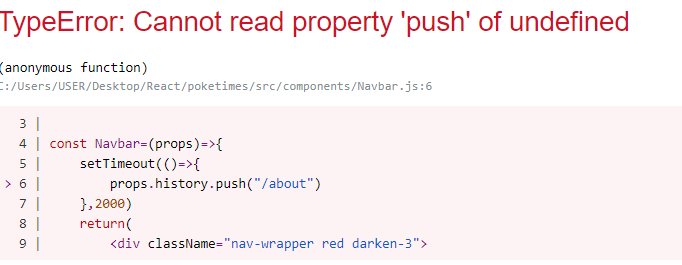 TypeError: Cannot read property 'push' of undefined
(anonymous function)
C:/Users/USER/Desktop/React/poketimes/src/components/Navbar.js:6
3 |
4 | const Navbar=(props)=>{
5 |     setTimeout(()=>{
> 6 |         props.history.push("/about")
7 |     },2000)
8 |     return(
9 |         <div className="nav-wrapper red darken-3">